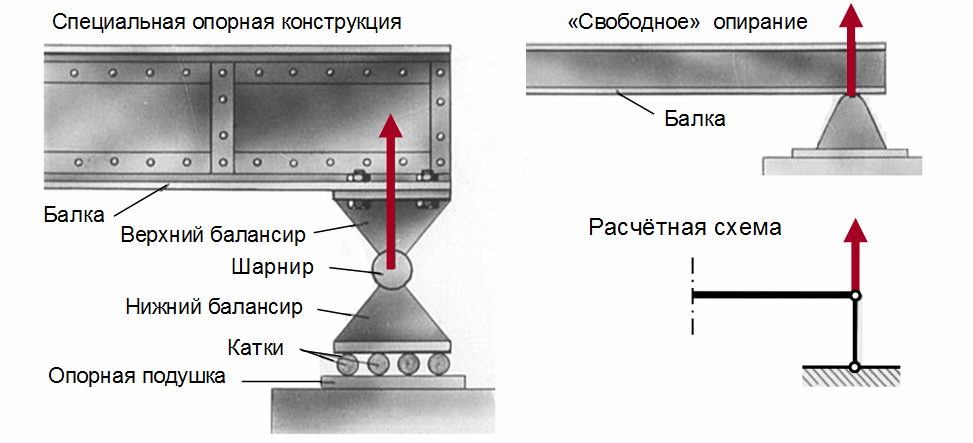 Специальная опорная конструкция
«Свободное» опирание
Балка
Балка
Верхний балансир
Шарнир
Нижний балансир
Катки
Опорная подушка
Расчётная схема